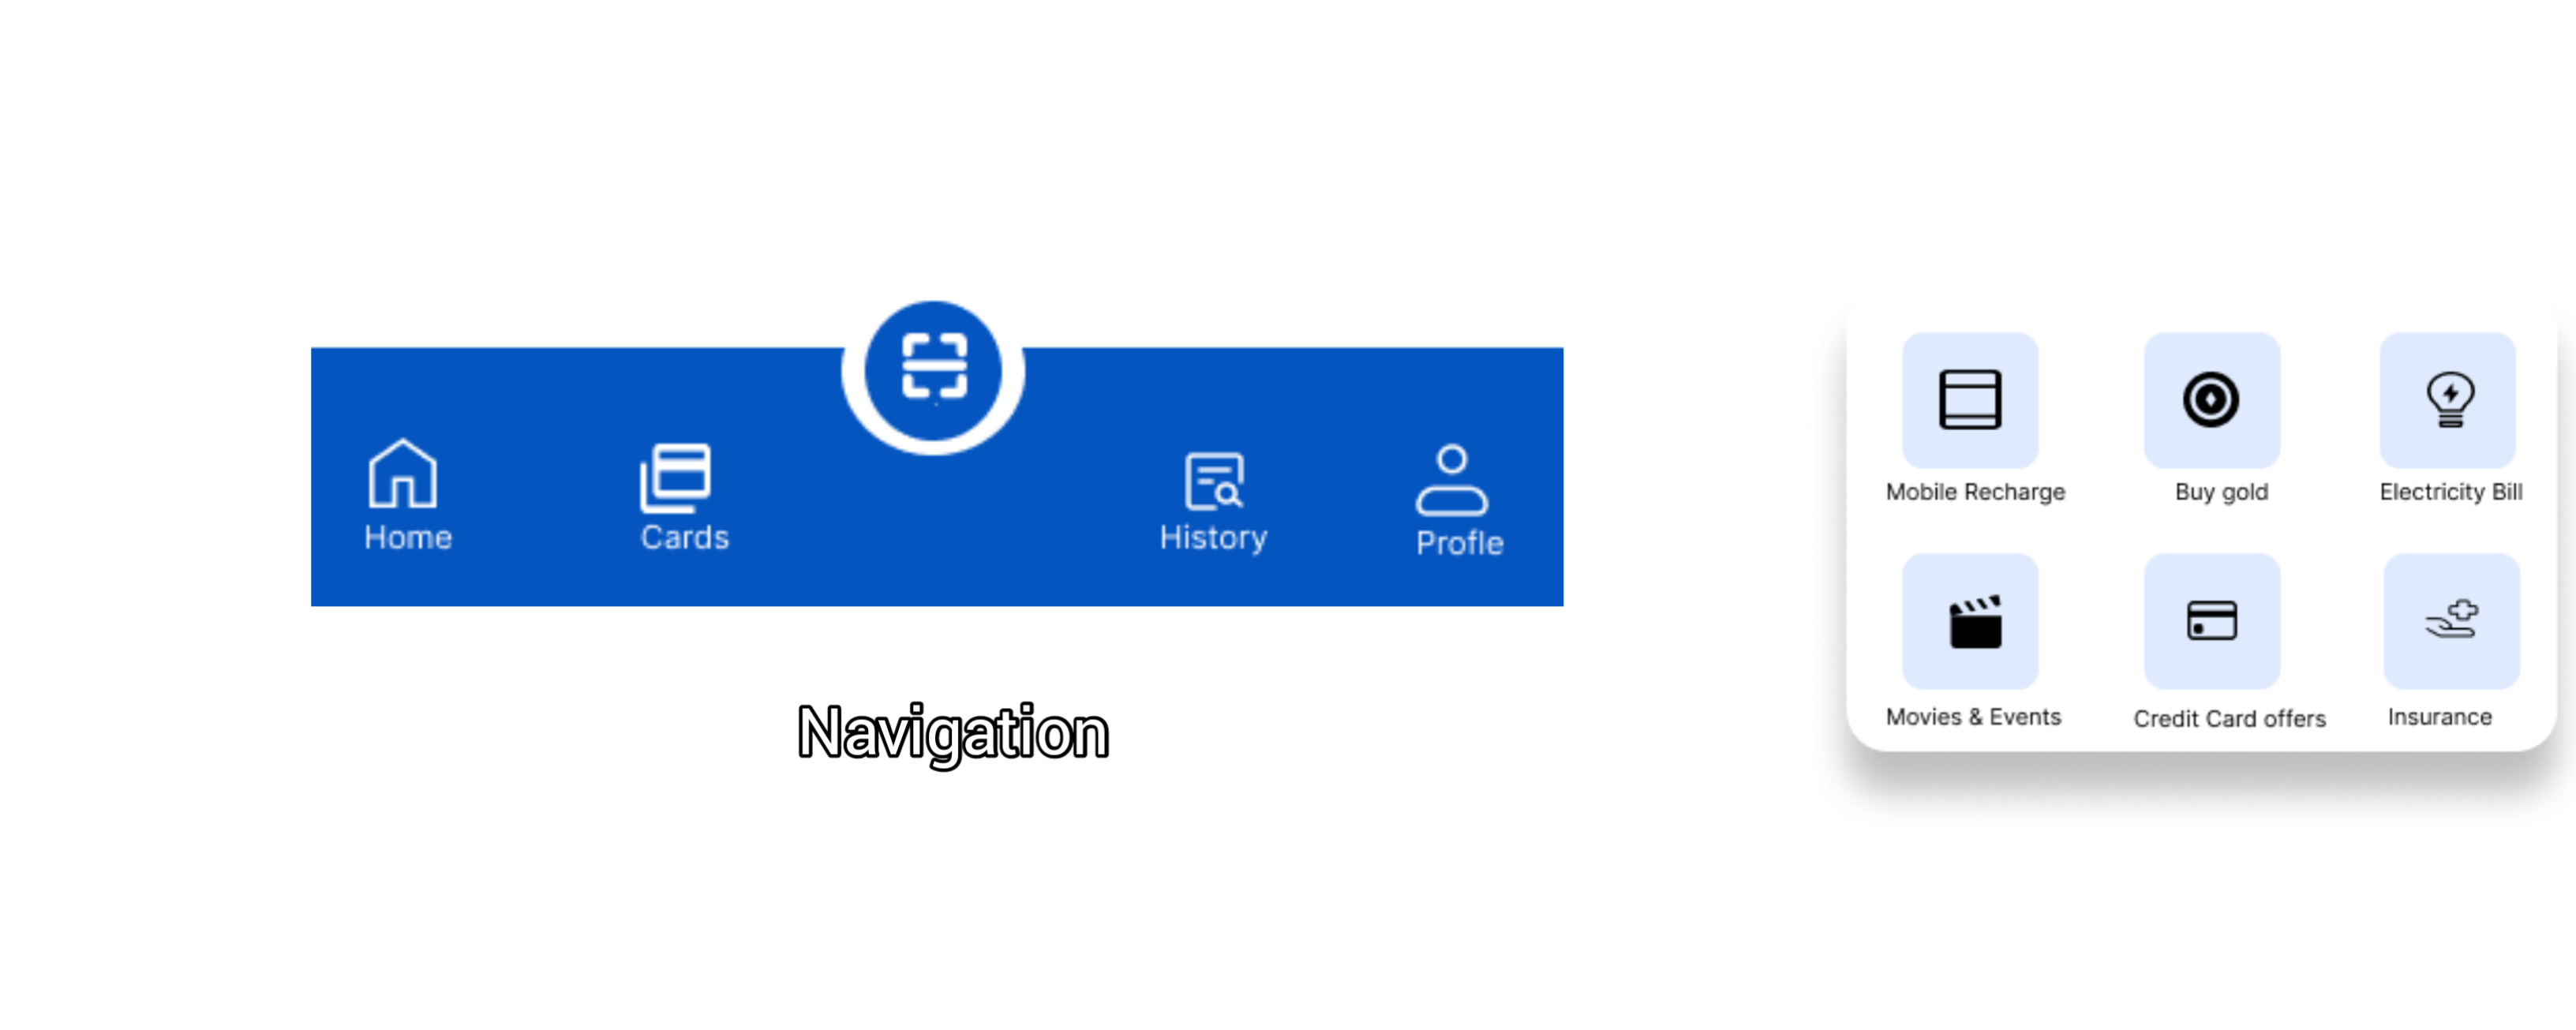 Home
Cards
History
Profle
Navigation
Mobile Recharge
Buy gold
Electricity Bill
Movies & Events
Credit Card offers
Insurance